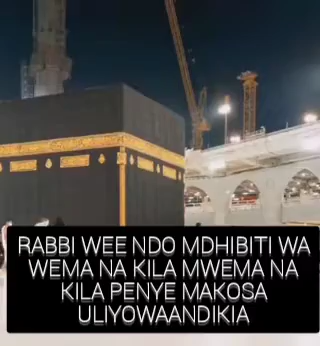 RABBI WEE NDO MDHIBITI WA
WEMA NA KILA MWEMA NA
KILA PENYE MAKOSA
ULIYOWAANDIKIA